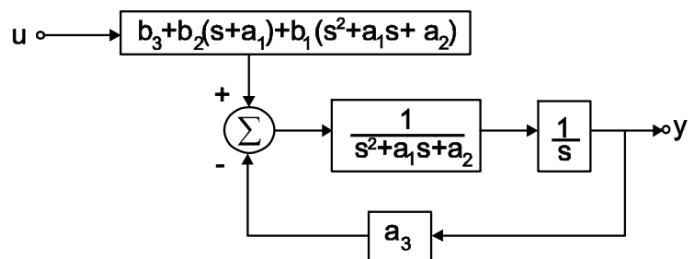 u
b₃+b₂(s+a₁)+b₁(s²+a₁s+ a₂)
+
Σ
-
1
s²+a₁s+a₂
1
s
y
a₃